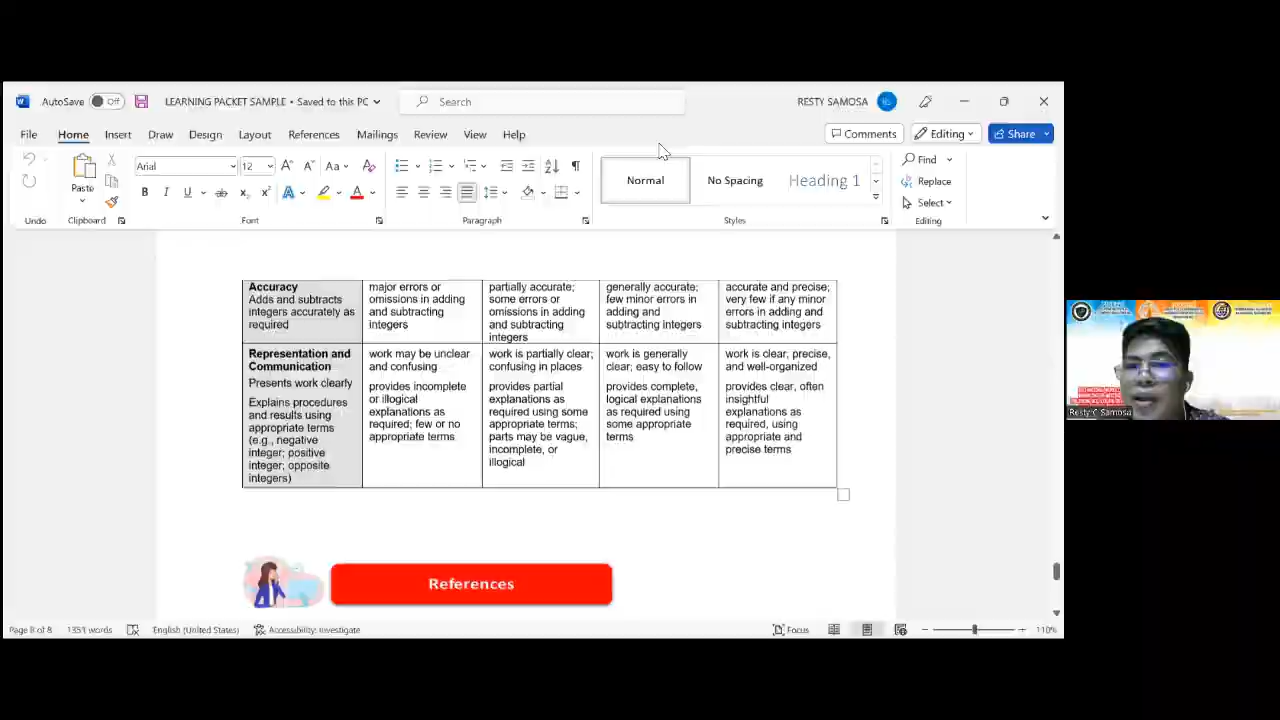 AutoSave Off LEARNING PACKET SAMPLE • Saved to this PC Search RESTY SAMOSA
File Home Insert Draw Design Layout References Mailings Review View Help Comments Editing Share
Paste Arial 12 Aa Normal No Spacing Heading 1 Find
Replace
Select
Undo Clipboard Font Paragraph Styles Editing
Accuracy
Adds and subtracts
integers accurately as
required
major errors or
omissions in adding
and subtracting
integers
partially accurate;
some errors or
omissions in adding
and subtracting
integers
generally accurate;
few minor errors in
adding and
subtracting integers
accurate and precise;
very few if any minor
errors in adding and
subtracting integers
Representation and
Communication
Presents work clearly
Explains procedures
and results using
appropriate terms
(e.g., negative
integer; positive
integer; opposite
integers)
work may be unclear
and confusing
provides incomplete
or illogical
explanations as
required; few or no
appropriate terms
work is partially clear;
confusing in places
provides partial
explanations as
required using some
appropriate terms;
parts may be vague,
incomplete, or
illogical
work is generally
clear; easy to follow
provides complete,
logical explanations
as required using
some appropriate
terms
work is clear, precise,
and well-organized
provides clear, often
insightful
explanations as
required, using
appropriate and
precise terms
References
Page 8 of 8 1351 words English (United States) Accessibility: Investigate Focus 110%
Resty C Samosa